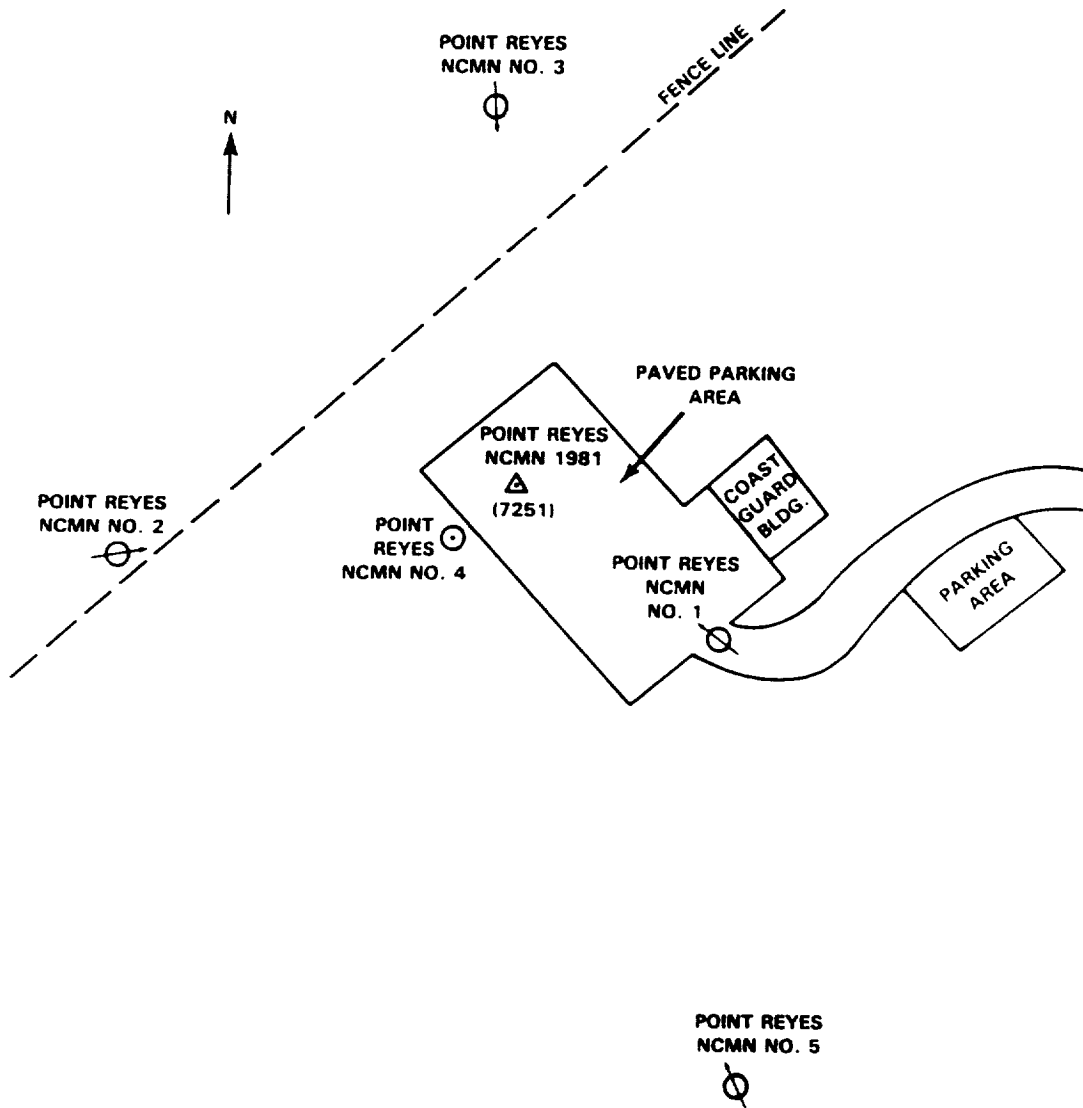 POINT REYES
NCMN NO. 3
FENCE LINE
N
PAVED PARKING
AREA
POINT REYES
NCMN 1981
(7251)
COAST
GUARD
BLDG.
POINT REYES
NCMN NO. 2
POINT
REYES
NCMN NO. 4
POINT REYES
NCMN
NO. 1
PARKING
AREA
POINT REYES
NCMN NO. 5